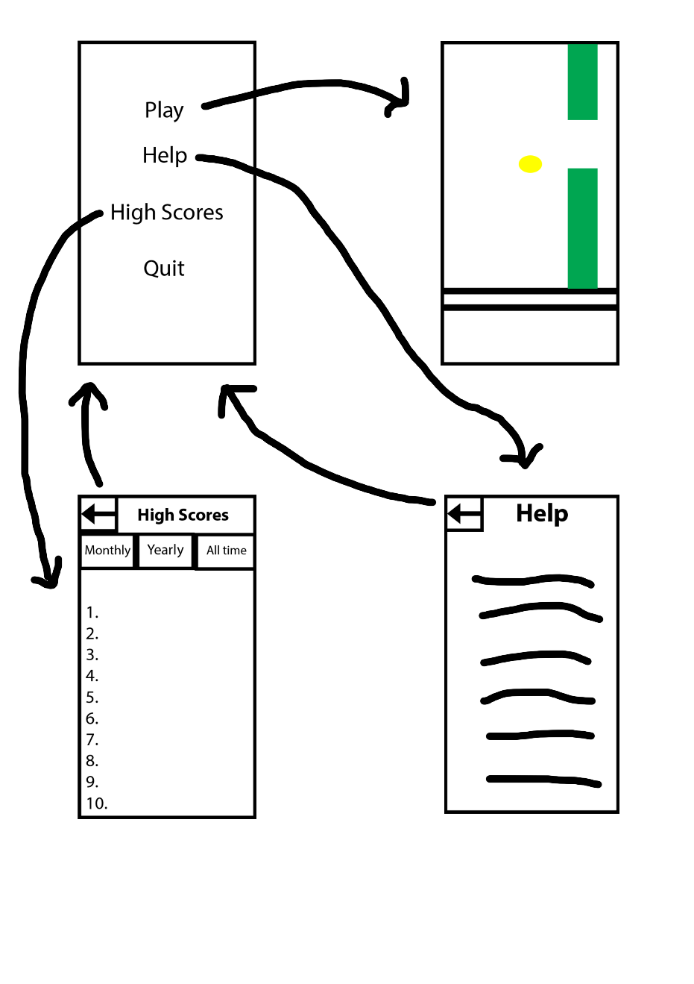 Play
Help
High Scores
Quit
High Scores
Monthly Yearly All time
1.
2.
3.
4.
5.
6.
7.
8.
9.
10.
Help